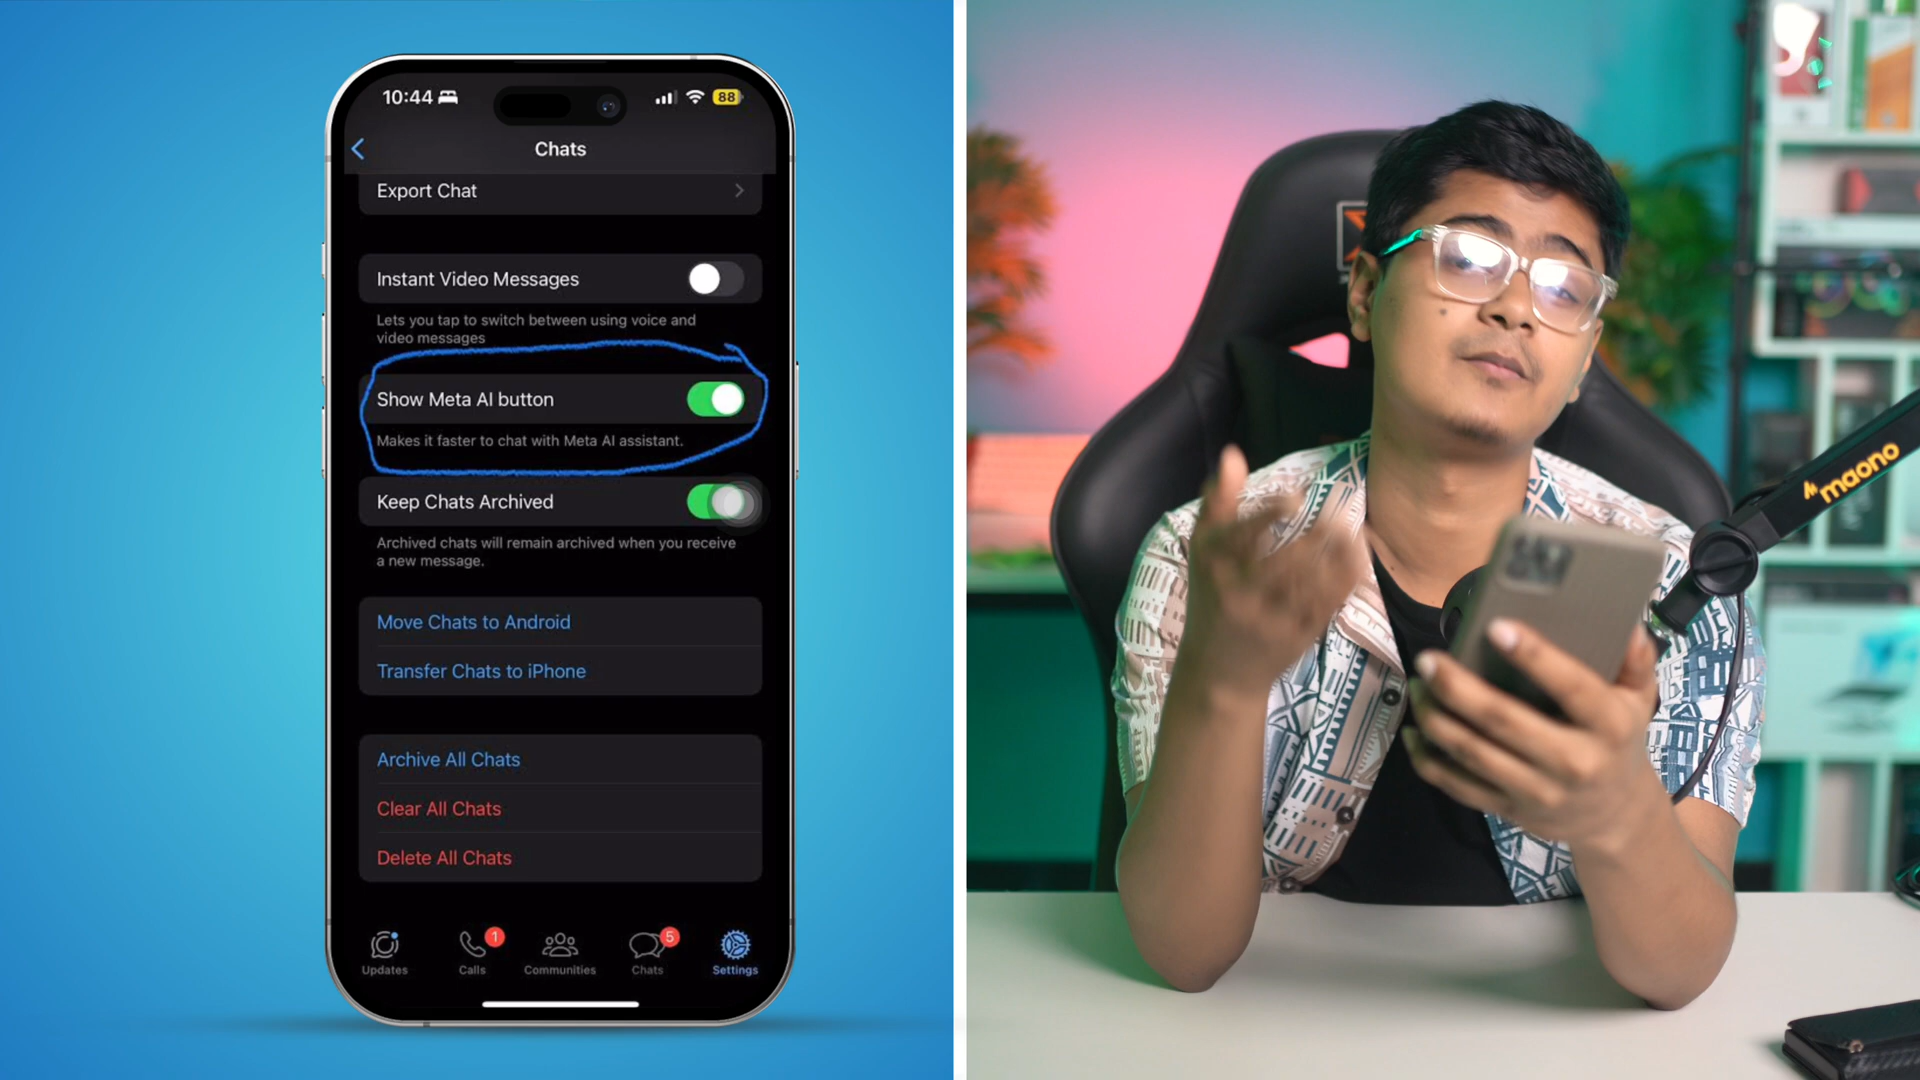 10:44
88
Chats
Export Chat
Instant Video Messages
Lets you tap to switch between using voice and
video messages
Show Meta AI button
Makes it faster to chat with Meta AI assistant.
Keep Chats Archived
Archived chats will remain archived when you receive
a new message.
Move Chats to Android
Transfer Chats to iPhone
Archive All Chats
Clear All Chats
Delete All Chats
1
5
Updates
Calls
Communities
Chats
Settings
maono